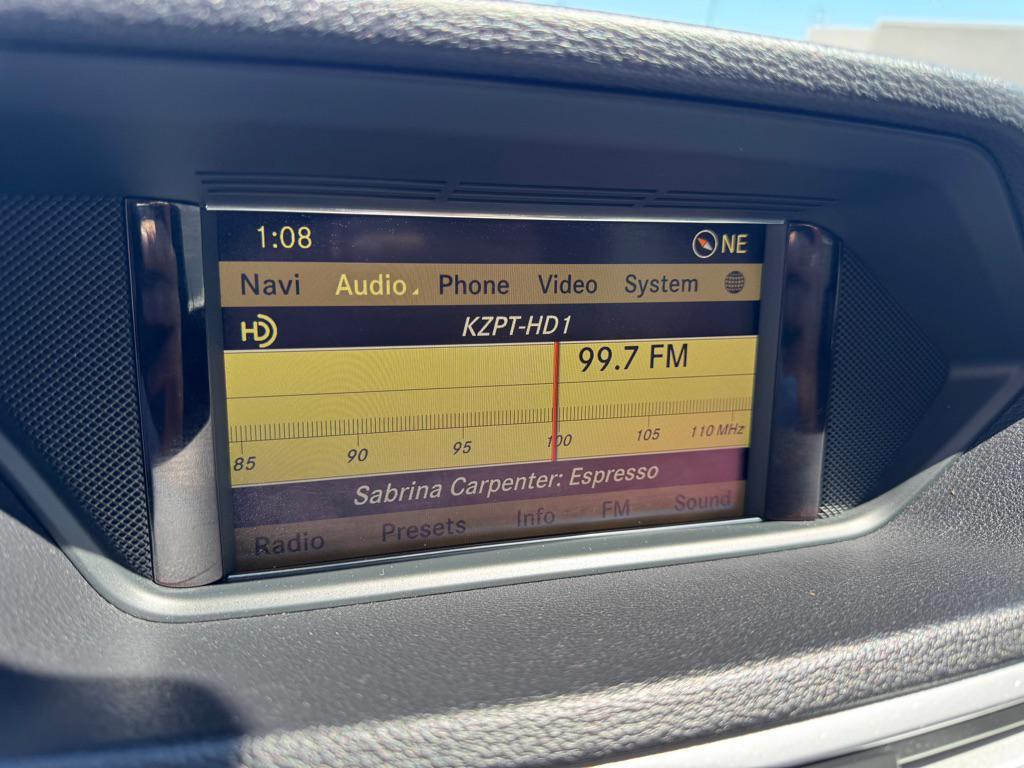 1:08 NE
Navi Audio Phone Video System
HD KZPT-HD1
99.7 FM
85 90 95 100 105 110 MHz
Sabrina Carpenter: Espresso
Radio Presets Info FM Sound